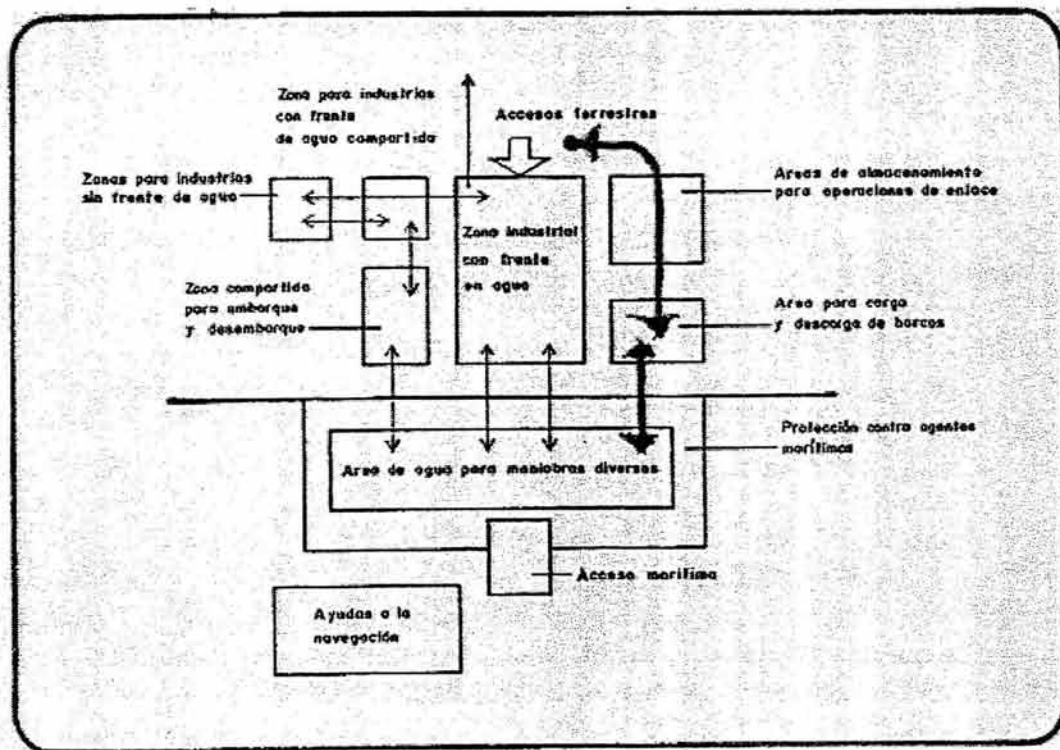 Zona para industrias
con frente
de agua compartida
Accesos terrestres
Zonas para industrias
sin frente de agua
Areas de almacenamiento
para operaciones de enlace
Zona industrial
con frente
en agua
Zona compartida
para embarque
y desembarque
Area para carga
y descarga de barcos
Protección contra agentes
marítimos
Area de agua para maniobras diversas
Acceso marítimo
Ayudas a la
navegación